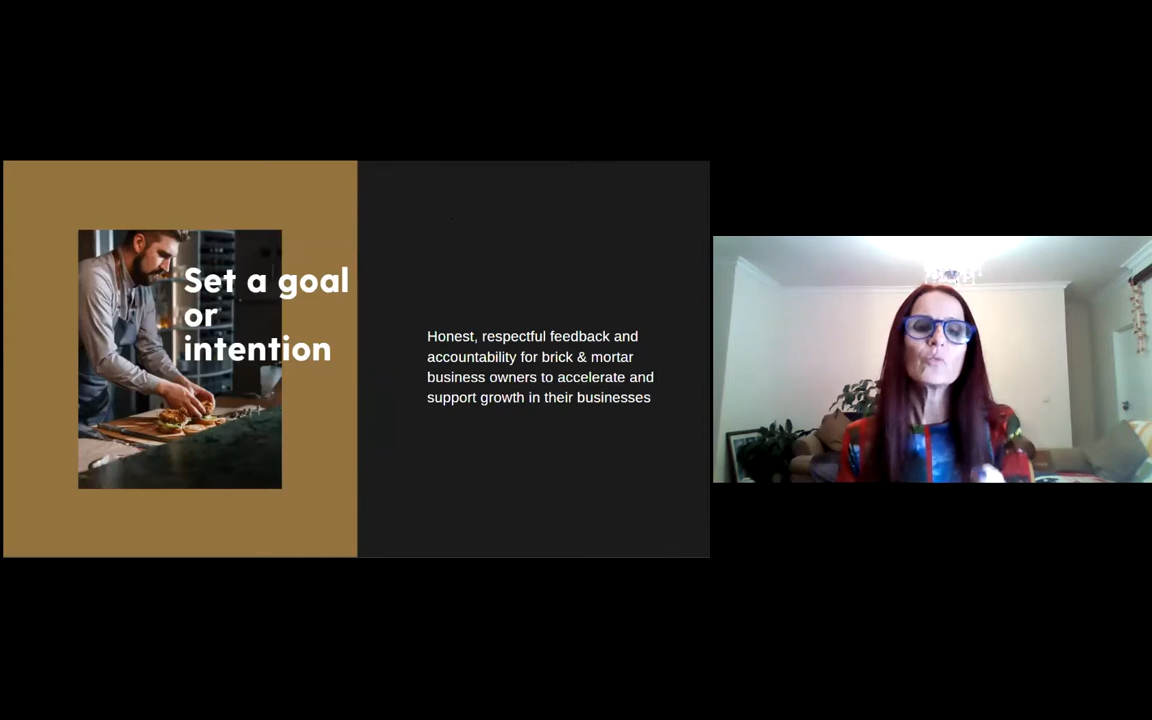 Set a goal
or
intention
Honest, respectful feedback and
accountability for brick & mortar
business owners to accelerate and
support growth in their businesses